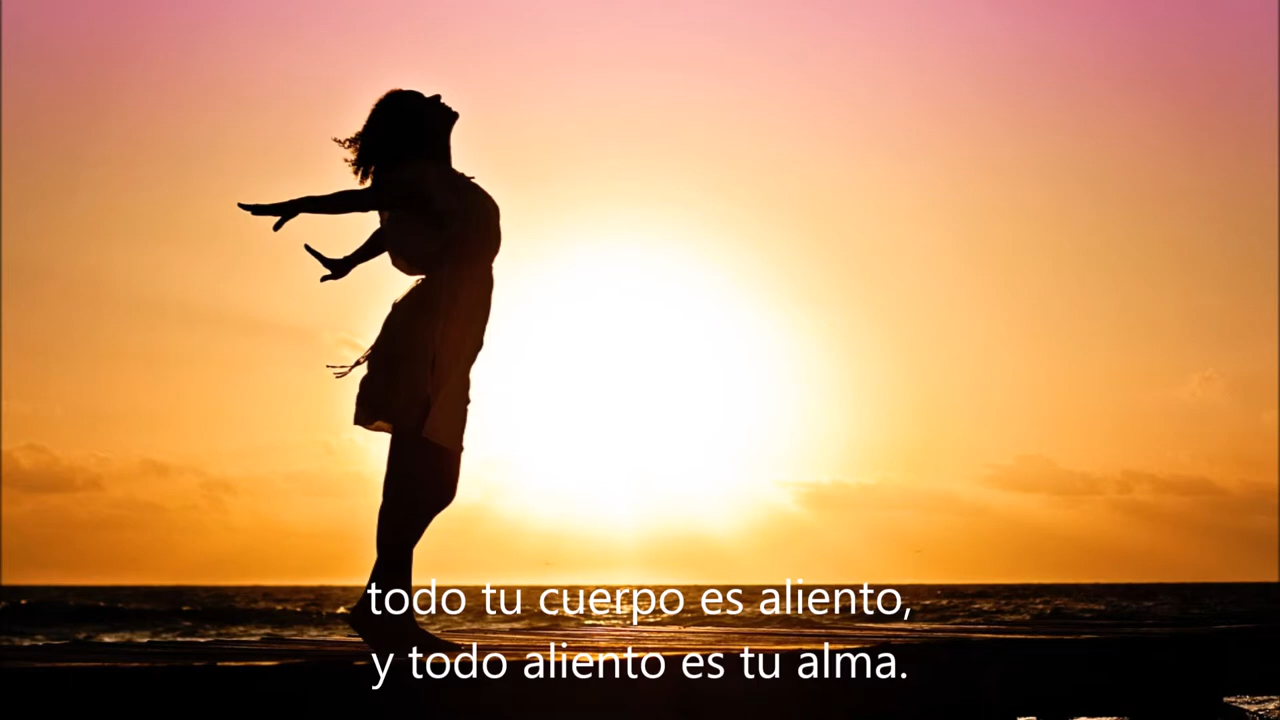 todo tu cuerpo es aliento,
y todo aliento es tu alma.